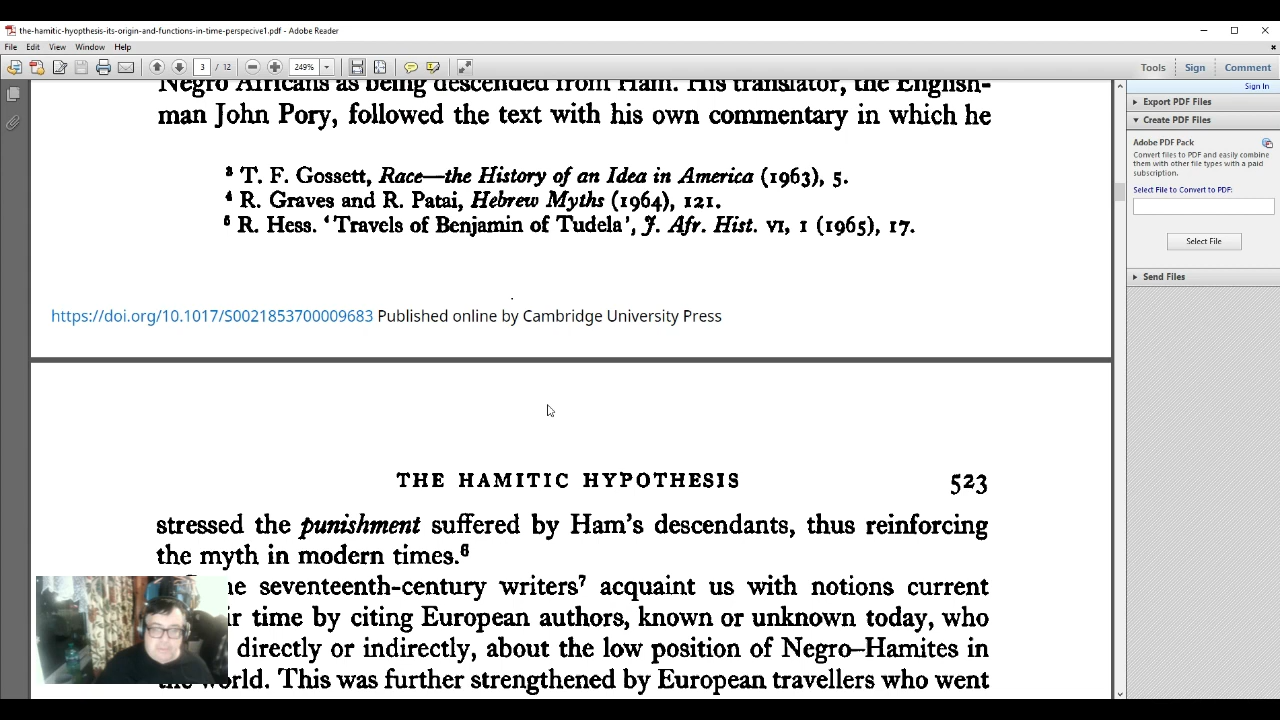 the-hamitic-hyopthesis-its-origin-and-functions-in-time-perspecive1.pdf - Adobe Reader
File Edit View Window Help
3 / 12 249% Tools Sign Comment
Sign In
Export PDF Files
Create PDF Files
Adobe PDF Pack
Convert files to PDF and easily combine
them with other file types with a paid
subscription.
Select File to Convert to PDF:
Select File
Send Files
Negro Africans as being descended from Ham. His translator, the English-
man John Pory, followed the text with his own commentary in which he
³ T. F. Gossett, Race—the History of an Idea in America (1963), 5.
⁴ R. Graves and R. Patai, Hebrew Myths (1964), 121.
⁵ R. Hess. 'Travels of Benjamin of Tudela', J. Afr. Hist. VI, 1 (1965), 17.
https://doi.org/10.1017/S0021853700009683 Published online by Cambridge University Press
THE HAMITIC HYPOTHESIS 523
stressed the punishment suffered by Ham's descendants, thus reinforcing
the myth in modern times.⁶
seventeenth-century writers⁷ acquaint us with notions current
time by citing European authors, known or unknown today, who
directly or indirectly, about the low position of Negro–Hamites in
the world. This was further strengthened by European travellers who went